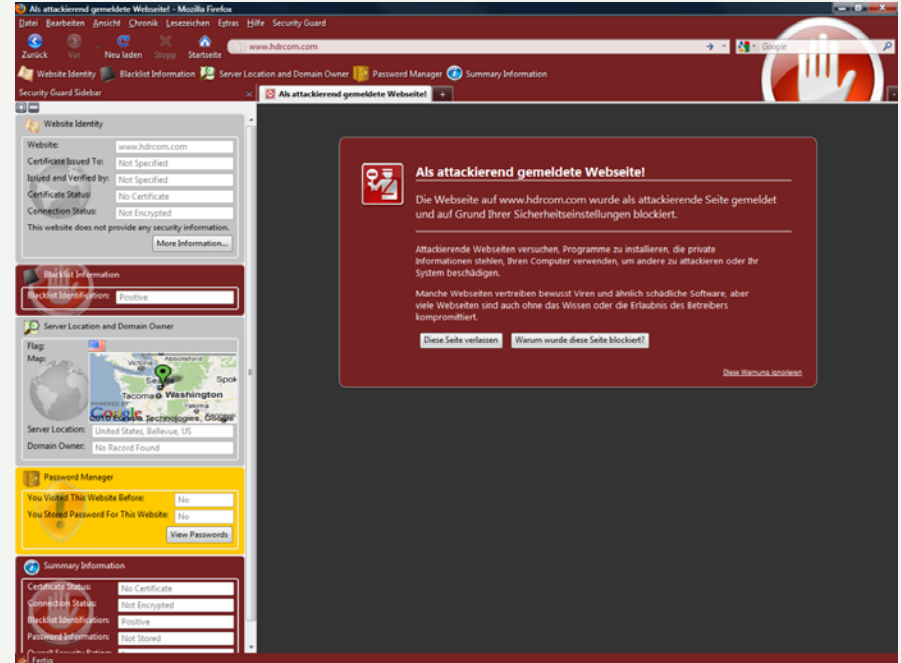 Als attackierend gemeldete Webseite! - Mozilla Firefox
Datei Bearbeiten Ansicht Chronik Lesezeichen Extras Hilfe Security Guard
Zurück Vor Neu laden Stopp Startseite
www.hdrcom.com
Google
Website Identity Blacklist Information Server Location and Domain Owner Password Manager Summary Information
Security Guard Sidebar
Als attackierend gemeldete Webseite!
Website Identity
Website: www.hdrcom.com
Certificate Issued To: Not Specified
Issued and Verified by: Not Specified
Certificate Status: No Certificate
Connection Status: Not Encrypted
This website does not provide any security information.
More Information...
Blacklist Information
Blacklist Identification: Positive
Server Location and Domain Owner
Flag:
Map:
Victoria Abbotsford
Seattle Spok
Tacoma Washington
Yakima
POWERED BY
Google
Server Location: United States, Bellevue, US
Domain Owner: No Record Found
Password Manager
You Visited This Website Before: No
You Stored Password For This Website: No
View Passwords
Summary Information
Certificate Status: No Certificate
Connection Status: Not Encrypted
Blacklist Identification: Positive
Password Information: Not Stored
Overall Security Rating:
Fertig
Als attackierend gemeldete Webseite!
Die Webseite auf www.hdrcom.com wurde als attackierende Seite gemeldet
und auf Grund Ihrer Sicherheitseinstellungen blockiert.
Attackierende Webseiten versuchen, Programme zu installieren, die private
Informationen stehlen, Ihren Computer verwenden, um andere zu attackieren oder Ihr
System beschädigen.
Manche Webseiten vertreiben bewusst Viren und ähnlich schädliche Software, aber
viele Webseiten sind auch ohne das Wissen oder die Erlaubnis des Betreibers
kompromittiert.
Diese Seite verlassen Warum wurde diese Seite blockiert?
Diese Warnung ignorieren